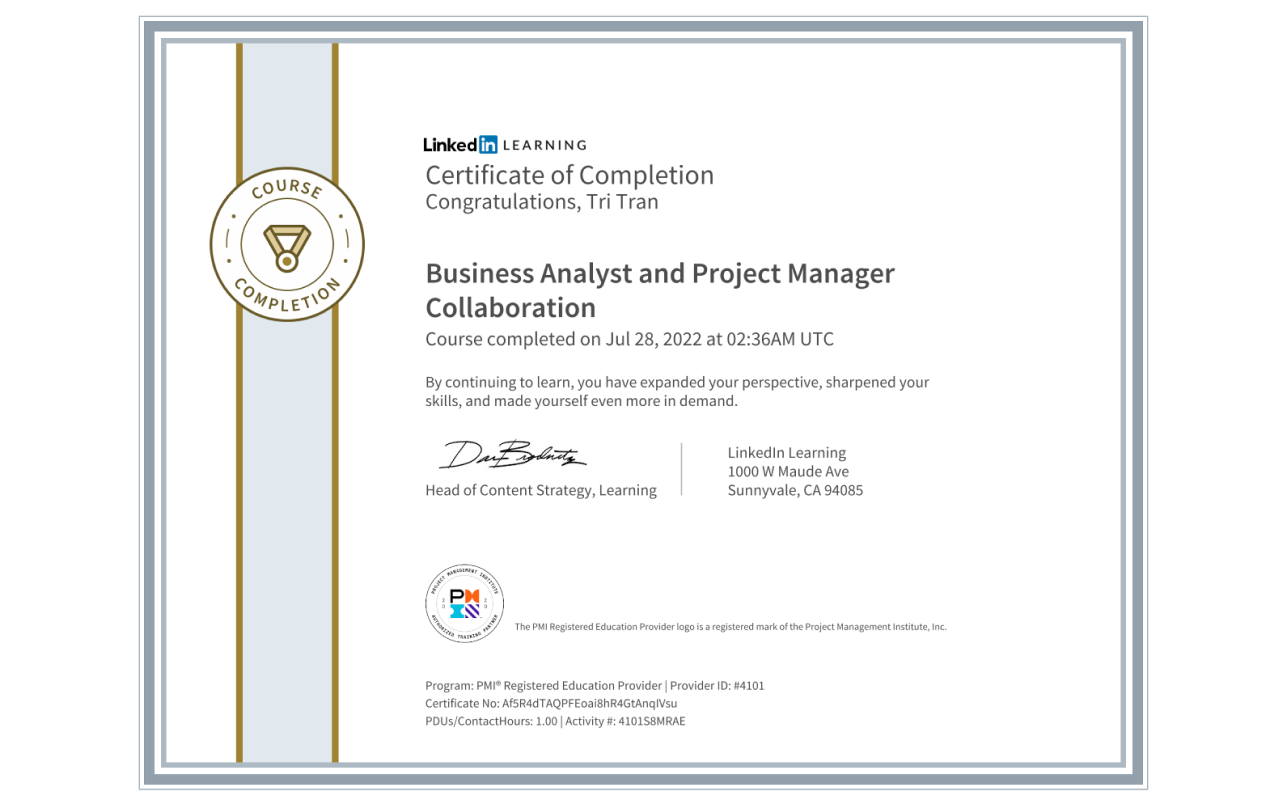 COURSE
COMPLETION
Linkedin LEARNING
Certificate of Completion
Congratulations, Tri Tran
Business Analyst and Project Manager
Collaboration
Course completed on Jul 28, 2022 at 02:36AM UTC
By continuing to learn, you have expanded your perspective, sharpened your
skills, and made yourself even more in demand.
Head of Content Strategy, Learning
LinkedIn Learning
1000 W Maude Ave
Sunnyvale, CA 94085
PROJECT MANAGEMENT INSTITUTE
2020
AUTHORIZED TRAINING PARTNER
The PMI Registered Education Provider logo is a registered mark of the Project Management Institute, Inc.
Program: PMI® Registered Education Provider | Provider ID: #4101
Certificate No: Af5R4dTAQPFEoai8hR4GtAnqIVsu
PDUs/ContactHours: 1.00 | Activity #: 4101S8MRAE